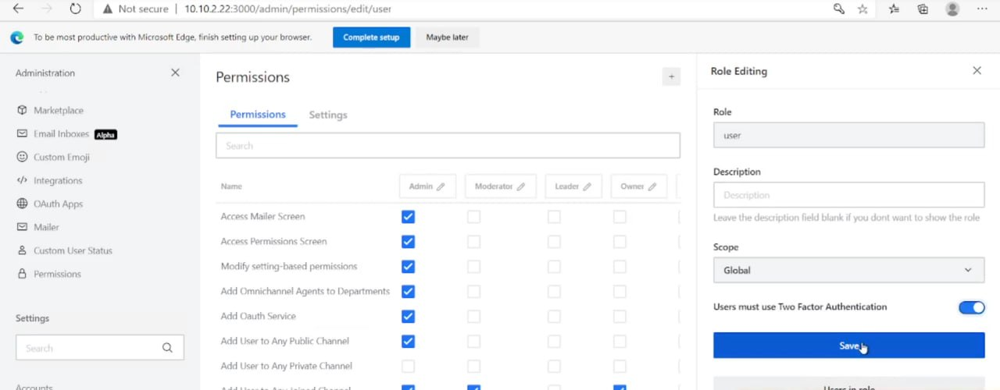 Not secure | 10.10.2.22:3000/admin/permissions/edit/user
To be most productive with Microsoft Edge, finish setting up your browser. Complete setup Maybe later
Administration
Marketplace
Email Inboxes Alpha
Custom Emoji
Integrations
OAuth Apps
Mailer
Custom User Status
Permissions
Settings
Search
Accounts
Permissions
Permissions Settings
Search
Name Admin Moderator Leader Owner
Access Mailer Screen
Access Permissions Screen
Modify setting-based permissions
Add Omnichannel Agents to Departments
Add Oauth Service
Add User to Any Public Channel
Add User to Any Private Channel
Add User to Any Joined Channel
Role Editing
Role
user
Description
Description
Leave the description field blank if you dont want to show the role
Scope
Global
Users must use Two Factor Authentication
Save
Users in role